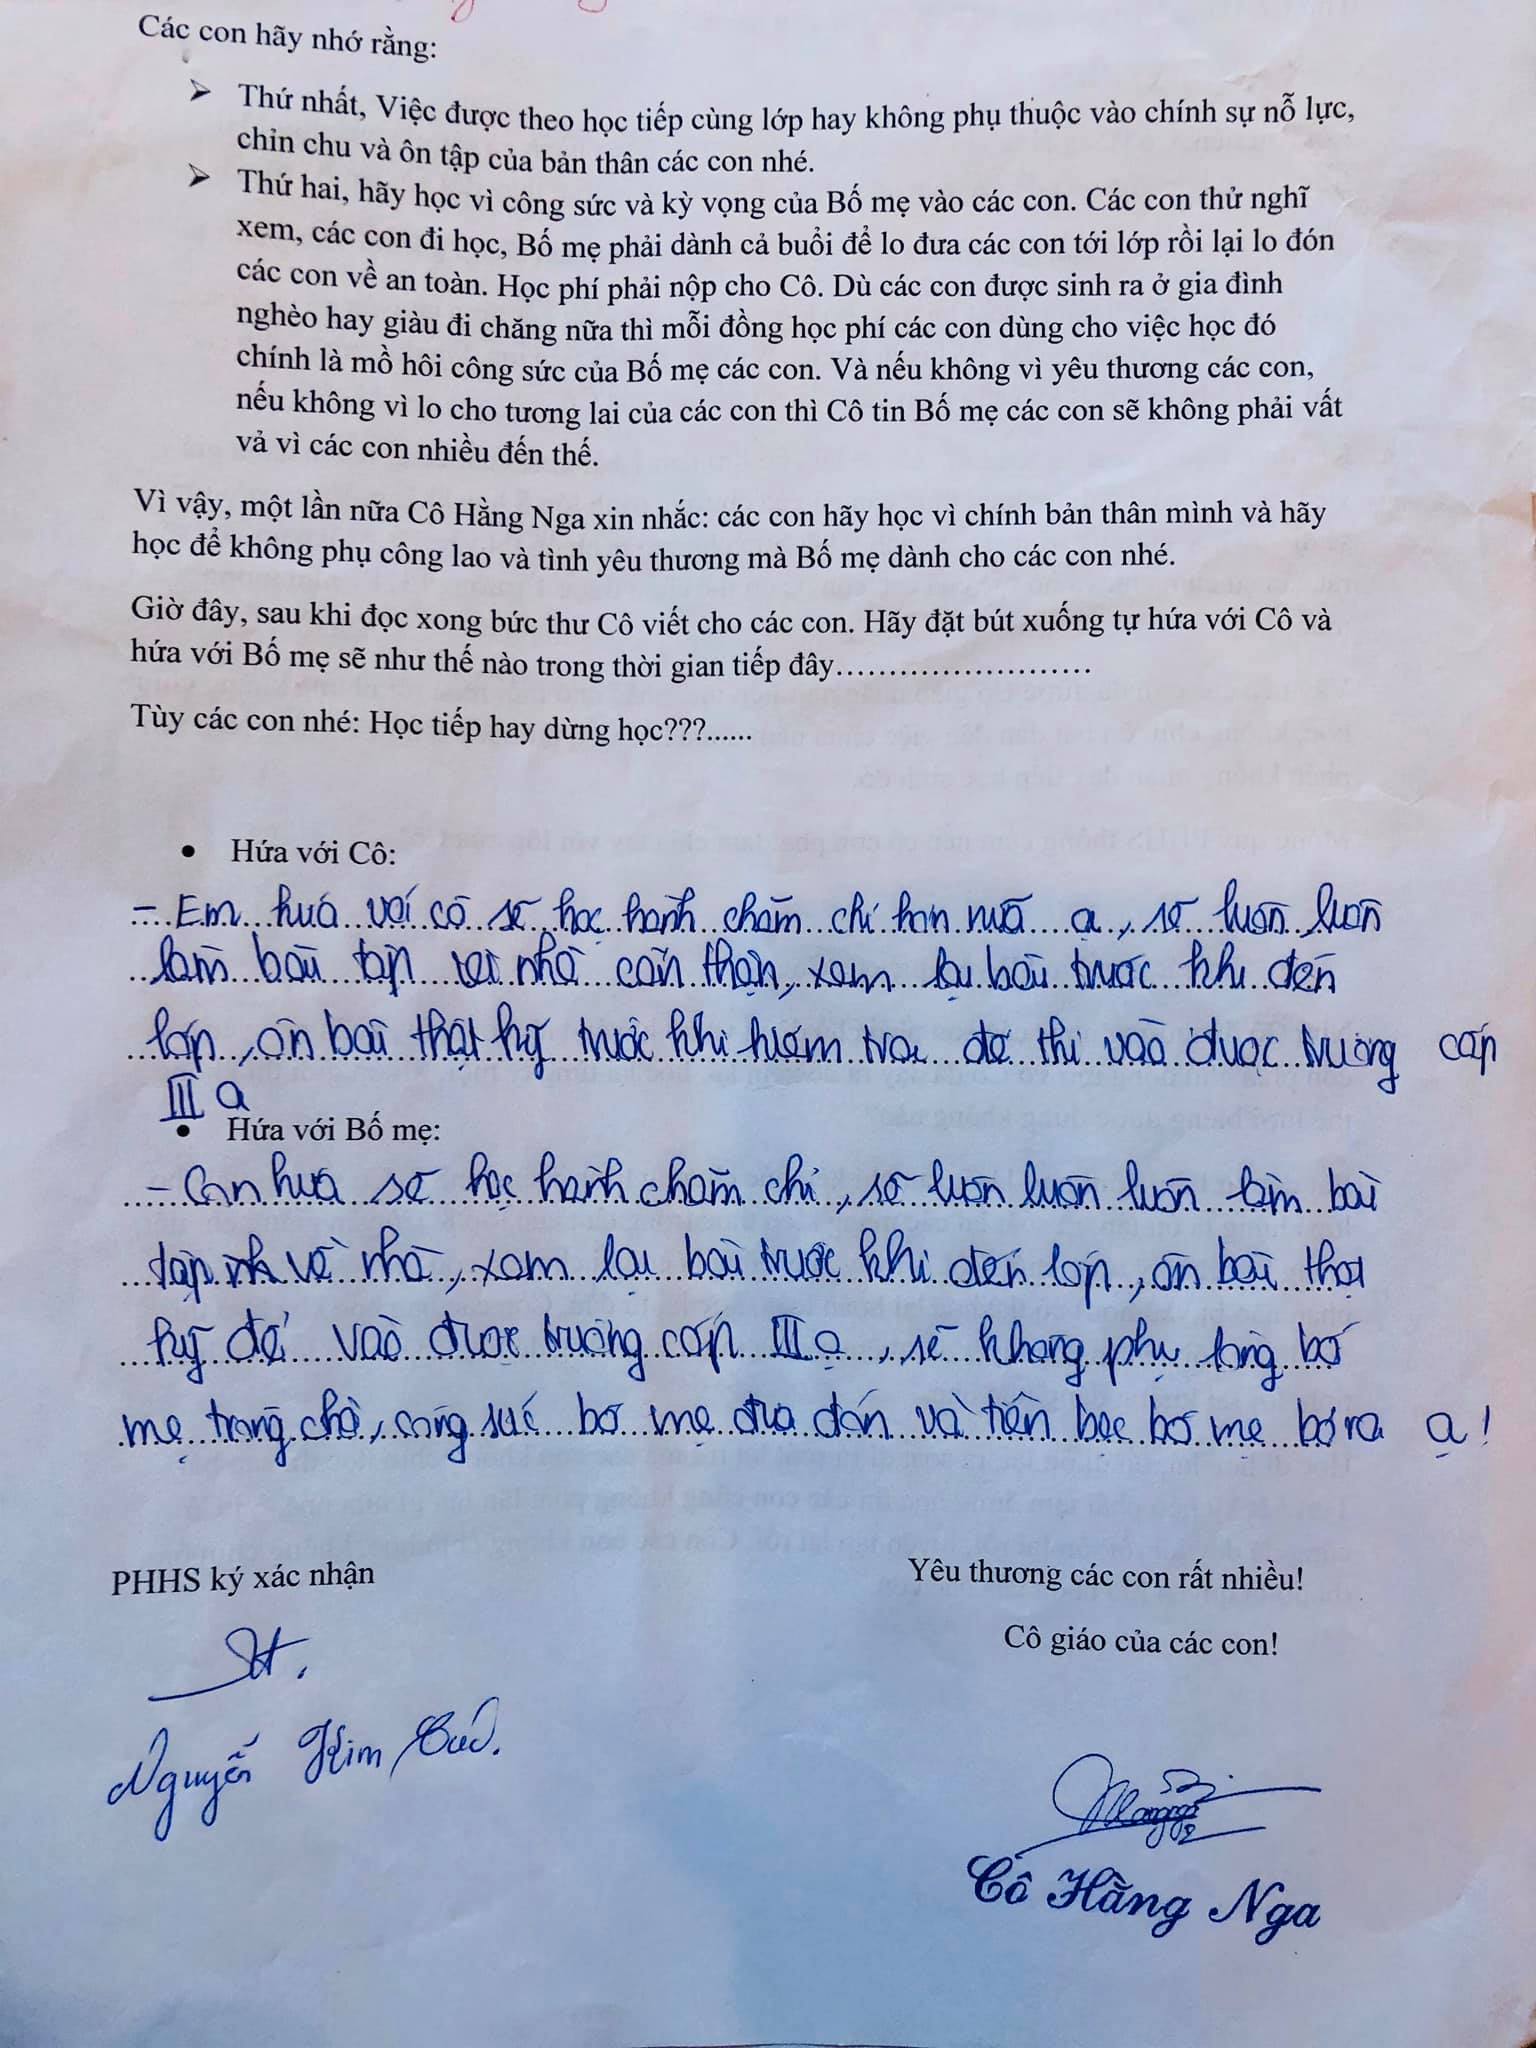 Các con hãy nhớ rằng:
➢ Thứ nhất, Việc được theo học tiếp cùng lớp hay không phụ thuộc vào chính sự nỗ lực,
chỉn chu và ôn tập của bản thân các con nhé.
➢ Thứ hai, hãy học vì công sức và kỳ vọng của Bố mẹ vào các con. Các con thử nghĩ
xem, các con đi học, Bố mẹ phải dành cả buổi để lo đưa các con tới lớp rồi lại lo đón
các con về an toàn. Học phí phải nộp cho Cô. Dù các con được sinh ra ở gia đình
nghèo hay giàu đi chăng nữa thì mỗi đồng học phí các con dùng cho việc học đó
chính là mồ hôi công sức của Bố mẹ các con. Và nếu không vì yêu thương các con,
nếu không vì lo cho tương lai của các con thì Cô tin Bố mẹ các con sẽ không phải vất
vả vì các con nhiều đến thế.
Vì vậy, một lần nữa Cô Hằng Nga xin nhắc: các con hãy học vì chính bản thân mình và hãy
học để không phụ công lao và tình yêu thương mà Bố mẹ dành cho các con nhé.
Giờ đây, sau khi đọc xong bức thư Cô viết cho các con. Hãy đặt bút xuống tự hứa với Cô và
hứa với Bố mẹ sẽ như thế nào trong thời gian tiếp đây……………………
Tùy các con nhé: Học tiếp hay dừng học???......
• Hứa với Cô:
- Em hứa với cô sẽ học hành chăm chỉ hơn nữa ạ, sẽ luôn luôn
làm bài tập về nhà cẩn thận, xem lại bài trước khi đến
lớp, ôn bài thật kỹ trước khi để thi vào được trường cấp
III ạ
• Hứa với Bố mẹ:
- Con hứa sẽ học hành chăm chỉ, sẽ luôn luôn luôn làm bài
tập về nhà, xem lại bài trước khi đến lớp, ôn bài thật
kỹ để vào được trường cấp III ạ, sẽ không phụ lòng bố
mẹ trông chờ, công sức bố mẹ đưa đón và tiền bạc bố mẹ bỏ ra ạ!
PHHS ký xác nhận
Yêu thương các con rất nhiều!
Cô giáo của các con!
Nguyễn Kim
Cô Hằng Nga